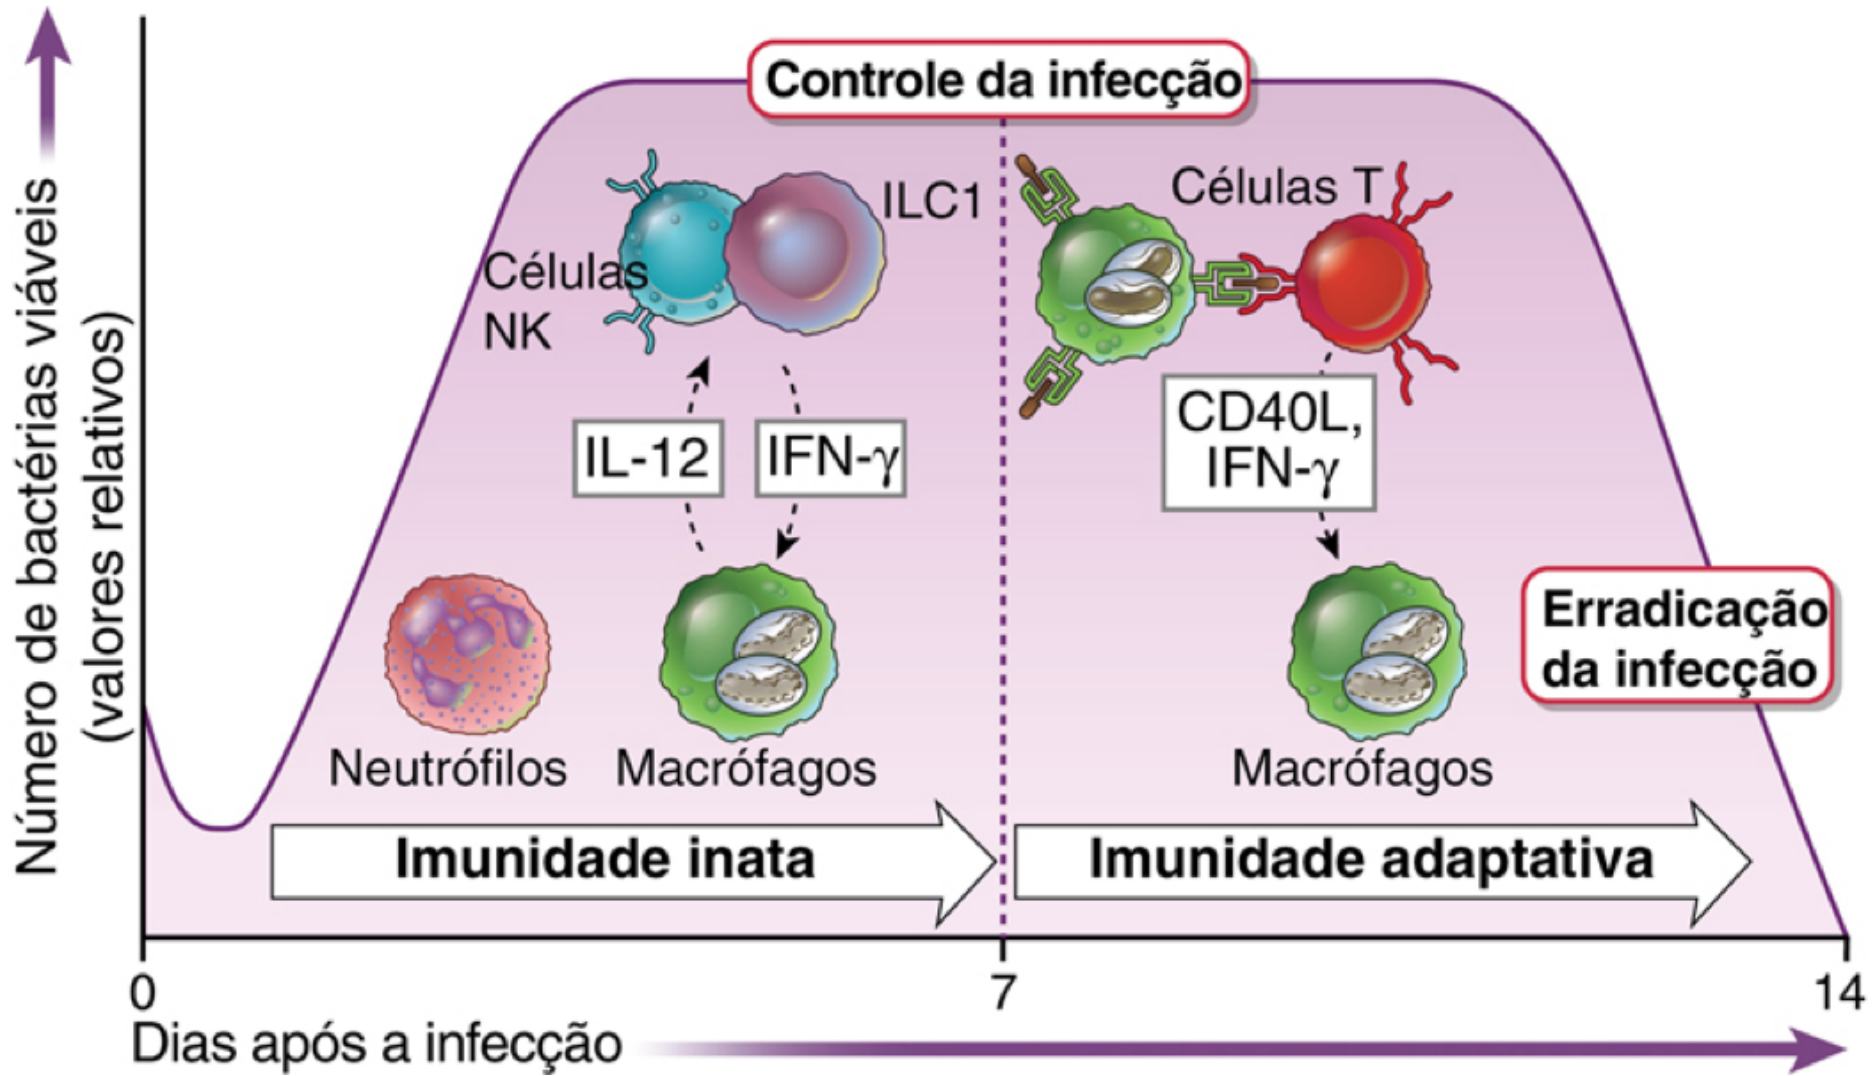 Número de bactérias viáveis
(valores relativos)
Controle da infecção
Células
NK
ILC1
Células T
IL-12
IFN-γ
CD40L,
IFN-γ
Neutrófilos
Macrófagos
Macrófagos
Erradicação
da infecção
Imunidade inata
Imunidade adaptativa
0
7
14
Dias após a infecção